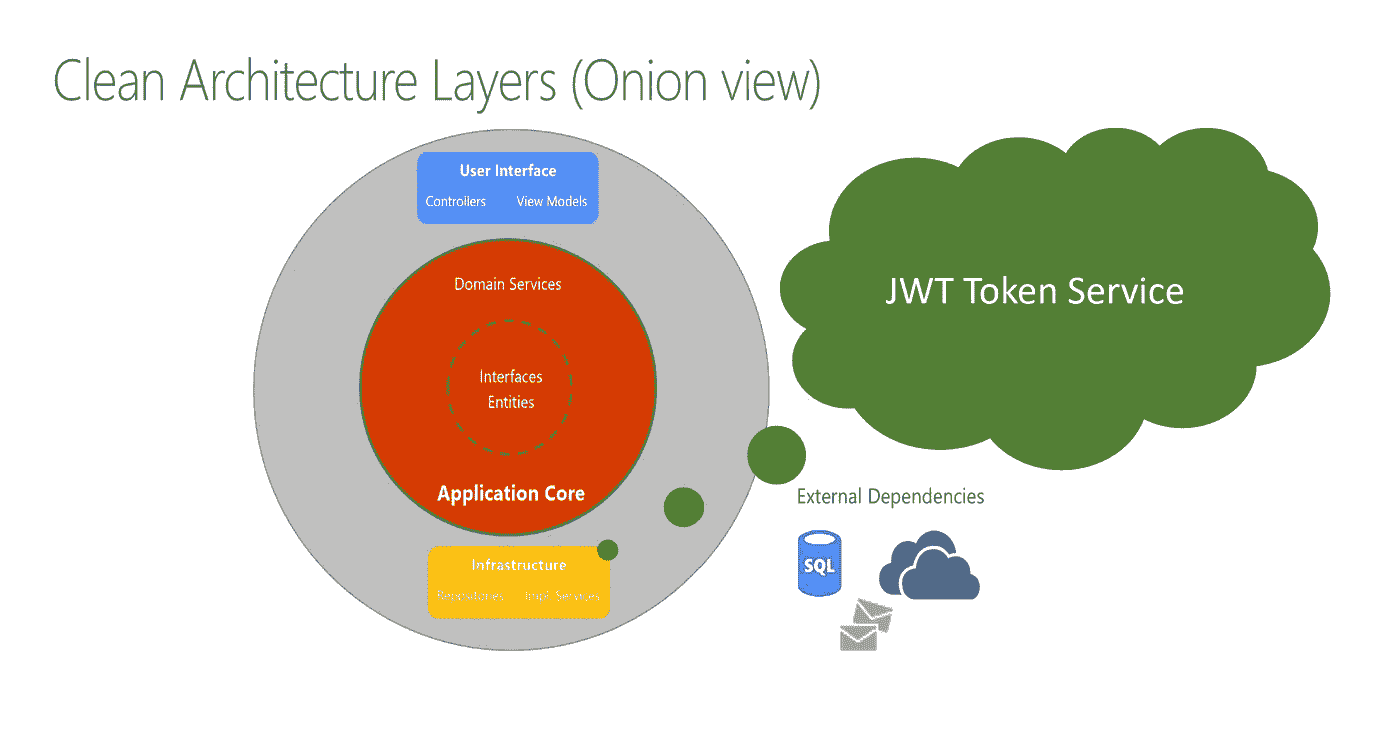 Clean Architecture Layers (Onion view)
User Interface
Controllers View Models
Domain Services
Interfaces
Entities
Application Core
Infrastructure
Repositories Impl. Services
JWT Token Service
External Dependencies
SQL